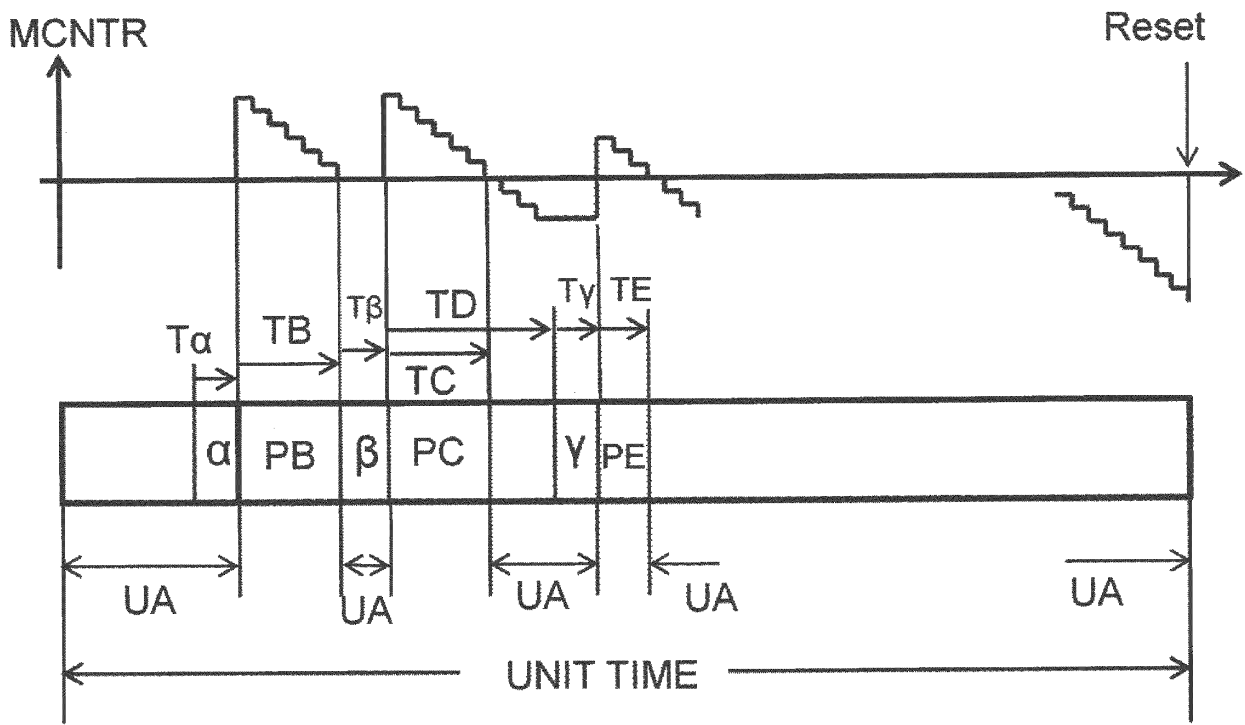 MCNTR
Reset
Tα
TB
Tβ
TD
TC
Tγ
TE
α
PB
β
PC
γ
PE
UA
UA
UA
UA
UA
UNIT TIME